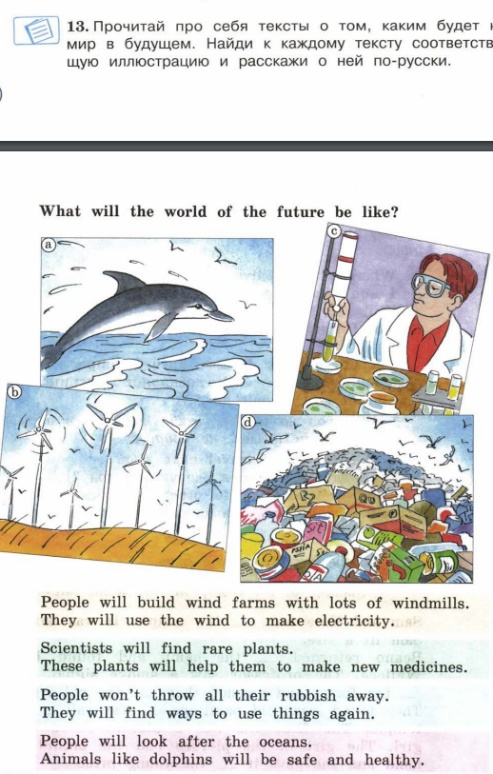 13. Прочитай про себя тексты о том, каким будет
мир в будущем. Найди к каждому тексту соответств
щую иллюстрацию и расскажи о ней по-русски.
What will the world of the future be like?
a
c
b
d
People will build wind farms with lots of windmills.
They will use the wind to make electricity.
Scientists will find rare plants.
These plants will help them to make new medicines.
People won't throw all their rubbish away.
They will find ways to use things again.
People will look after the oceans.
Animals like dolphins will be safe and healthy.